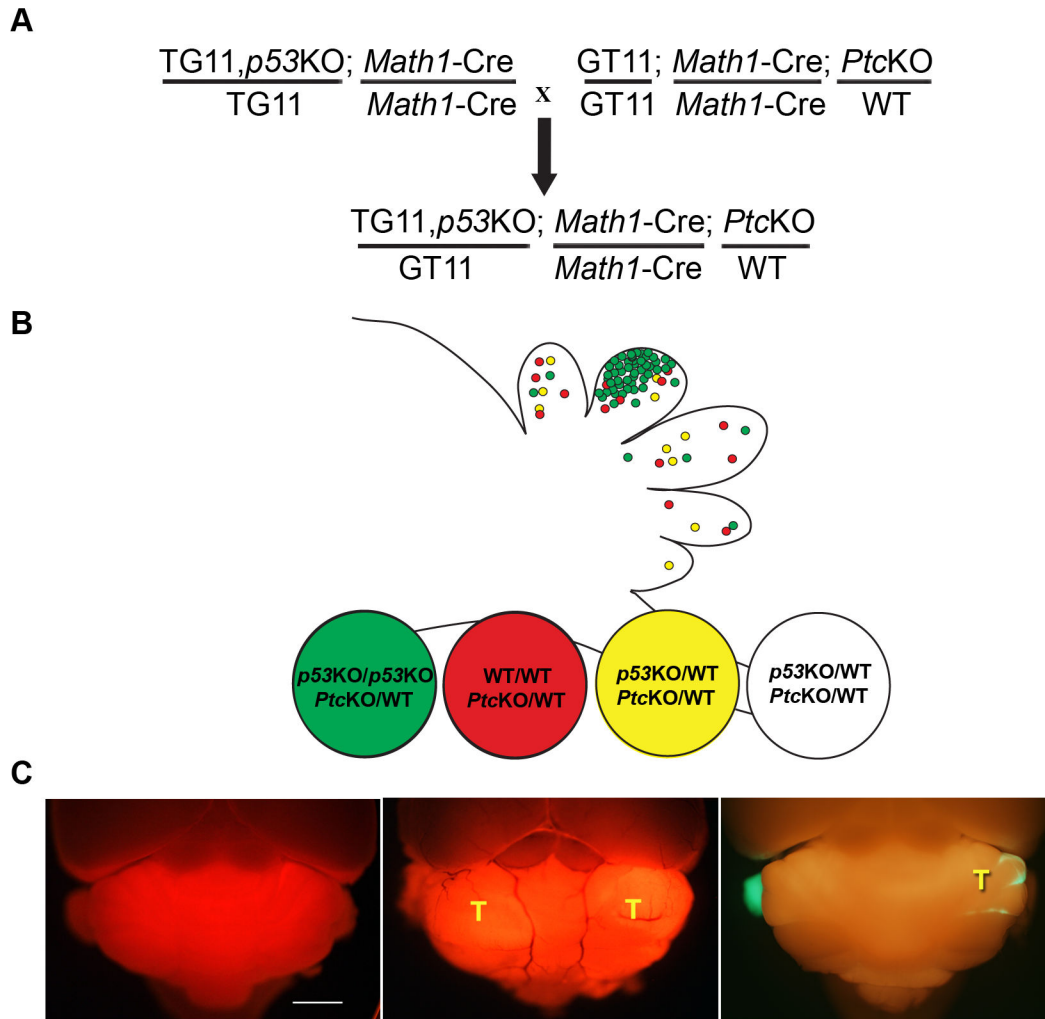 A
TG11,p53KO; Math1-Cre GT11; Math1-Cre; PtcKO
x
TG11 Math1-Cre GT11 Math1-Cre WT
TG11,p53KO; Math1-Cre; PtcKO
GT11 Math1-Cre WT
B
p53KO/p53KO
PtcKO/WT
WT/WT
PtcKO/WT
p53KO/WT
PtcKO/WT
p53KO/WT
PtcKO/WT
C
T
T
T